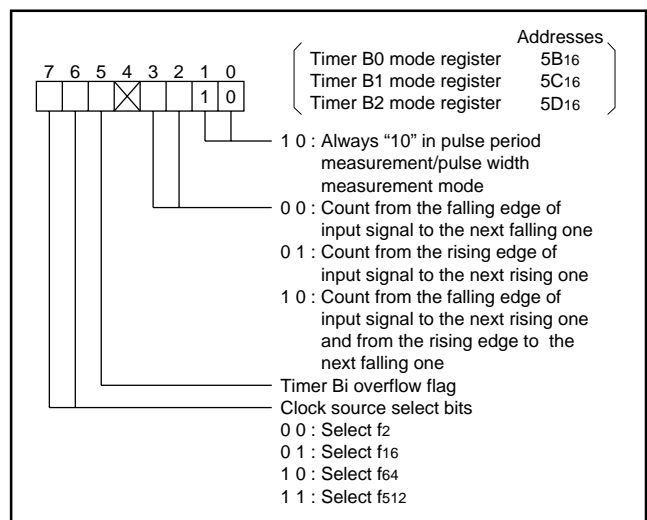 Addresses
Timer B0 mode register 5B16
Timer B1 mode register 5C16
Timer B2 mode register 5D16
7 6 5 4 3 2 1 0
1 0
1 0 : Always “10” in pulse period
measurement/pulse width
measurement mode
0 0 : Count from the falling edge of
input signal to the next falling one
0 1 : Count from the rising edge of
input signal to the next rising one
1 0 : Count from the falling edge of
input signal to the next rising one
and from the rising edge to the
next falling one
Timer Bi overflow flag
Clock source select bits
0 0 : Select f2
0 1 : Select f16
1 0 : Select f64
1 1 : Select f512